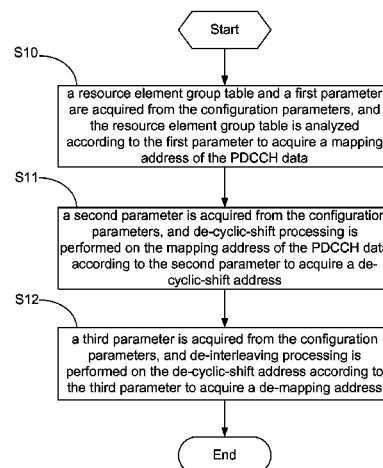 Start
S10
a resource element group table and a first parameter
are acquired from the configuration parameters, and
the resource element group table is analyzed
according to the first parameter to acquire a mapping
address of the PDCCH data
S11
a second parameter is acquired from the configuration
parameters, and de-cyclic-shift processing is
performed on the mapping address of the PDCCH data
according to the second parameter to acquire a de-
cyclic-shift address
S12
a third parameter is acquired from the configuration
parameters, and de-interleaving processing is
performed on the de-cyclic-shift address according to
the third parameter to acquire a de-mapping address
End